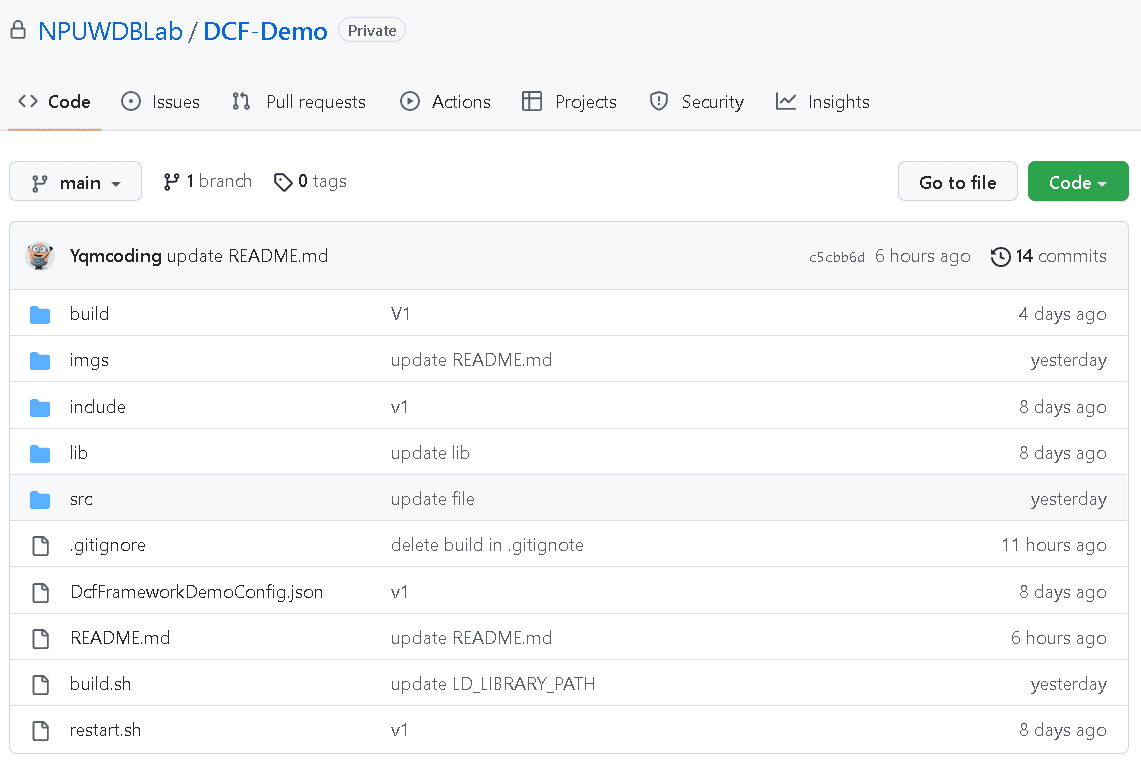 NPUWDBLab / DCF-Demo Private
Code Issues Pull requests Actions Projects Security Insights
main 1 branch 0 tags Go to file Code
Yqmcoding update README.md c5cbb6d 6 hours ago 14 commits
build V1 4 days ago
imgs update README.md yesterday
include v1 8 days ago
lib update lib 8 days ago
src update file yesterday
.gitignore delete build in .gitignote 11 hours ago
DcfFrameworkDemoConfig.json v1 8 days ago
README.md update README.md 6 hours ago
build.sh update LD_LIBRARY_PATH yesterday
restart.sh v1 8 days ago